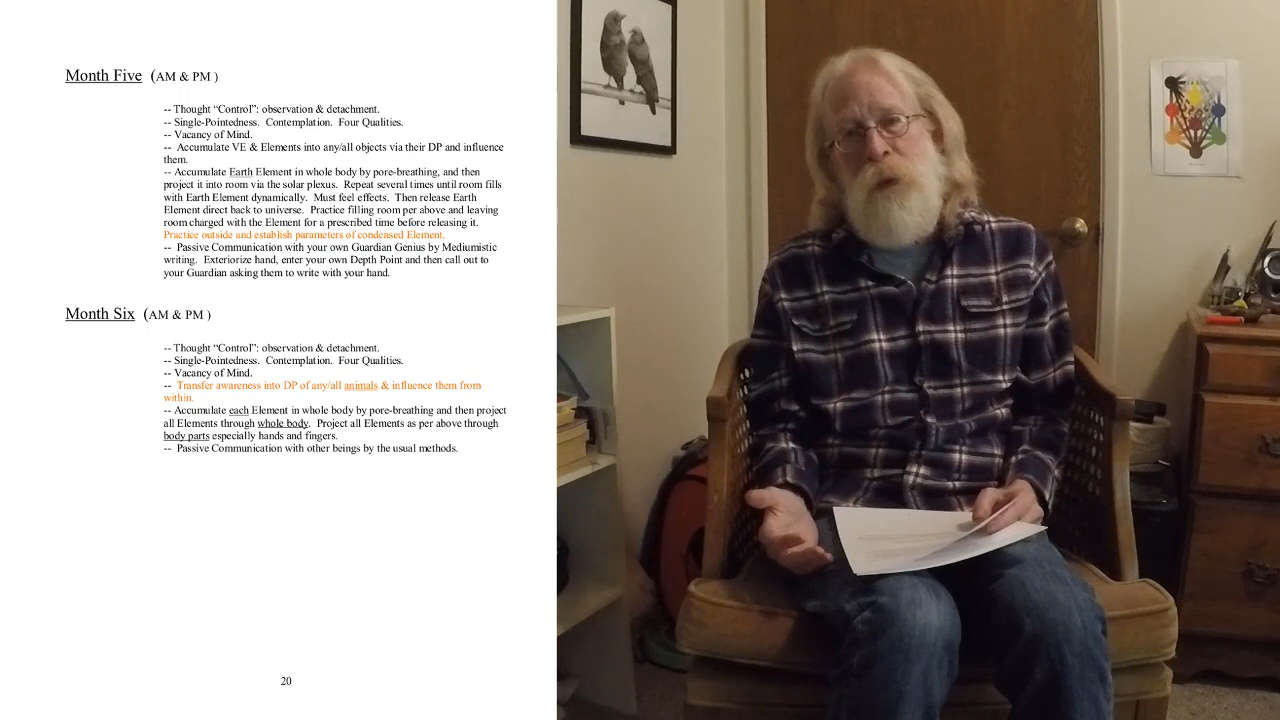 Month Five (AM & PM )
-- Thought “Control”: observation & detachment.
-- Single-Pointedness. Contemplation. Four Qualities.
-- Vacancy of Mind.
-- Accumulate VE & Elements into any/all objects via their DP and influence
them.
-- Accumulate Earth Element in whole body by pore-breathing, and then
project it into room via the solar plexus. Repeat several times until room fills
with Earth Element dynamically. Must feel effects. Then release Earth
Element direct back to universe. Practice filling room per above and leaving
room charged with the Element for a prescribed time before releasing it.
Practice outside and establish parameters of condensed Element.
-- Passive Communication with your own Guardian Genius by Mediumistic
writing. Exteriorize hand, enter your own Depth Point and then call out to
your Guardian asking them to write with your hand.
Month Six (AM & PM )
-- Thought “Control”: observation & detachment.
-- Single-Pointedness. Contemplation. Four Qualities.
-- Vacancy of Mind.
-- Transfer awareness into DP of any/all animals & influence them from
within.
-- Accumulate each Element in whole body by pore-breathing and then project
all Elements through whole body. Project all Elements as per above through
body parts especially hands and fingers.
-- Passive Communication with other beings by the usual methods.
20